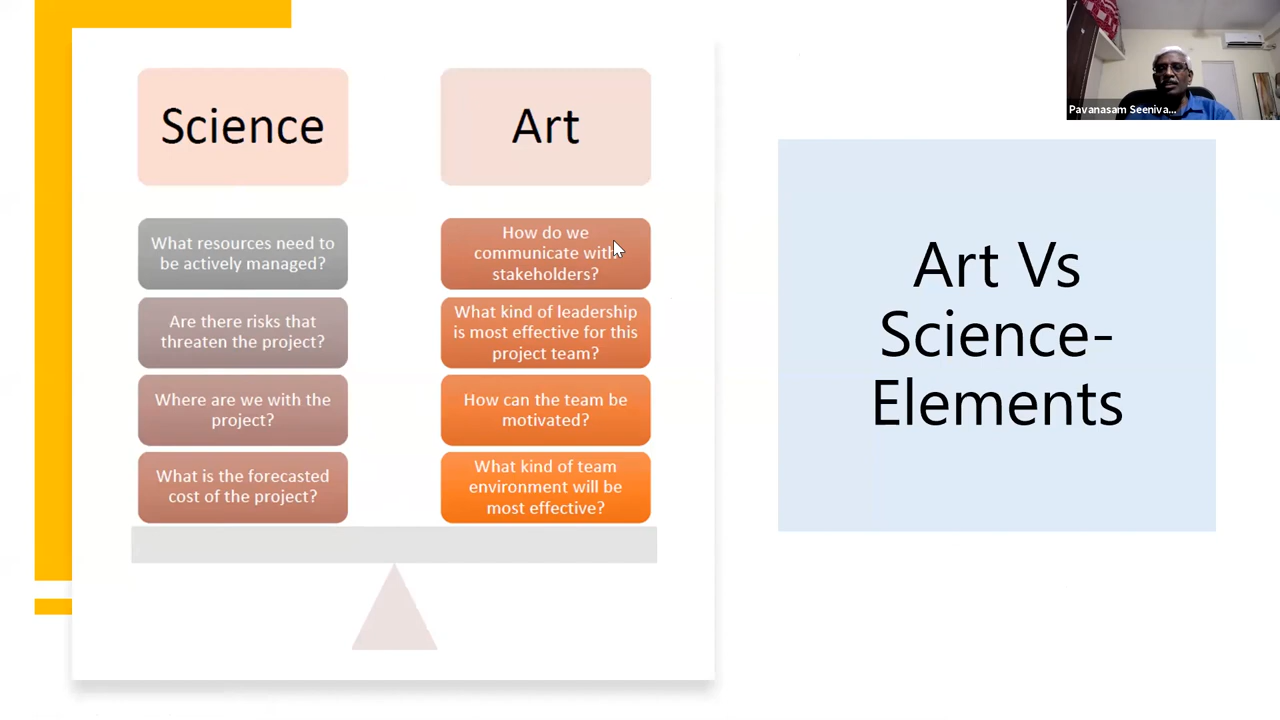 Science
What resources need to
be actively managed?
Are there risks that
threaten the project?
Where are we with the
project?
What is the forecasted
cost of the project?
Art
How do we
communicate with
stakeholders?
What kind of leadership
is most effective for this
project team?
How can the team be
motivated?
What kind of team
environment will be
most effective?
Pavanasam Seeniva...
Art Vs
Science-
Elements